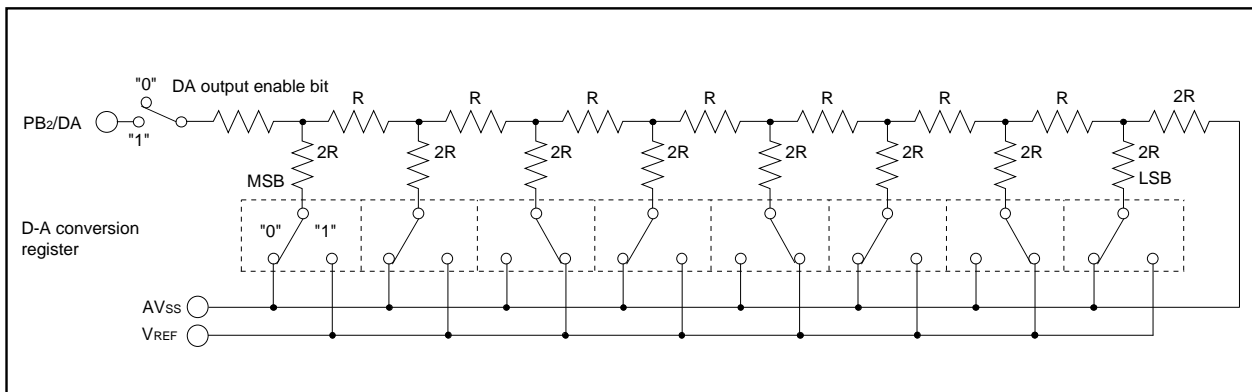 "0" DA output enable bit
R R R R R R R 2R
PB2/DA
"1"
2R 2R 2R 2R 2R 2R 2R 2R
MSB LSB
D-A conversion
register
"0" "1"
AVSS
VREF